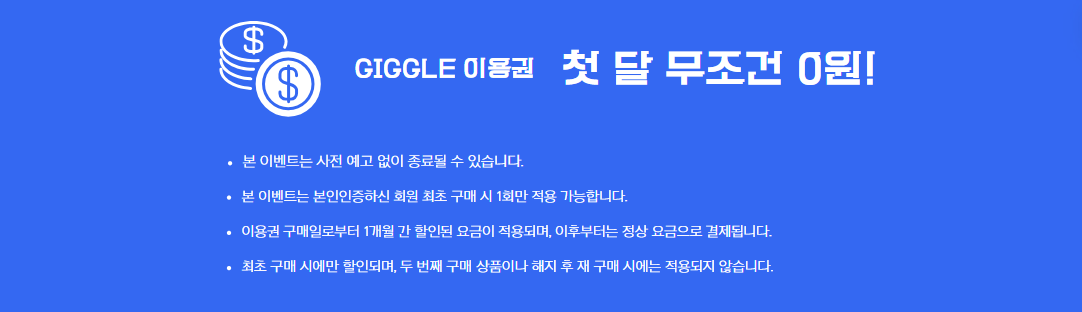 GIGGLE 이용권 첫 달 무조건 0원!
• 본 이벤트는 사전 예고 없이 종료될 수 있습니다.
• 본 이벤트는 본인인증하신 회원 최초 구매 시 1회만 적용 가능합니다.
• 이용권 구매일로부터 1개월 간 할인된 요금이 적용되며, 이후부터는 정상 요금으로 결제됩니다.
• 최초 구매 시에만 할인되며, 두 번째 구매 상품이나 해지 후 재 구매 시에는 적용되지 않습니다.